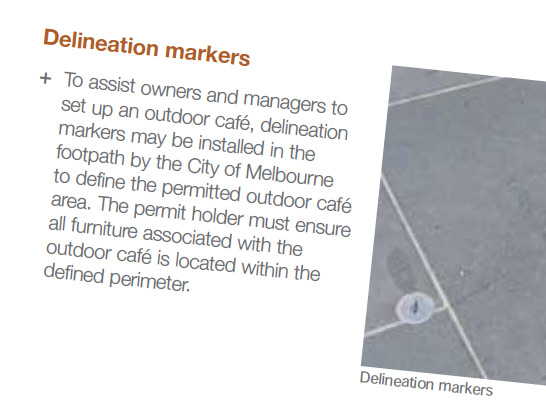 Delineation markers
+ To assist owners and managers to
set up an outdoor café, delineation
markers may be installed in the
footpath by the City of Melbourne
to define the permitted outdoor café
area. The permit holder must ensure
all furniture associated with the
outdoor café is located within the
defined perimeter.
Delineation markers